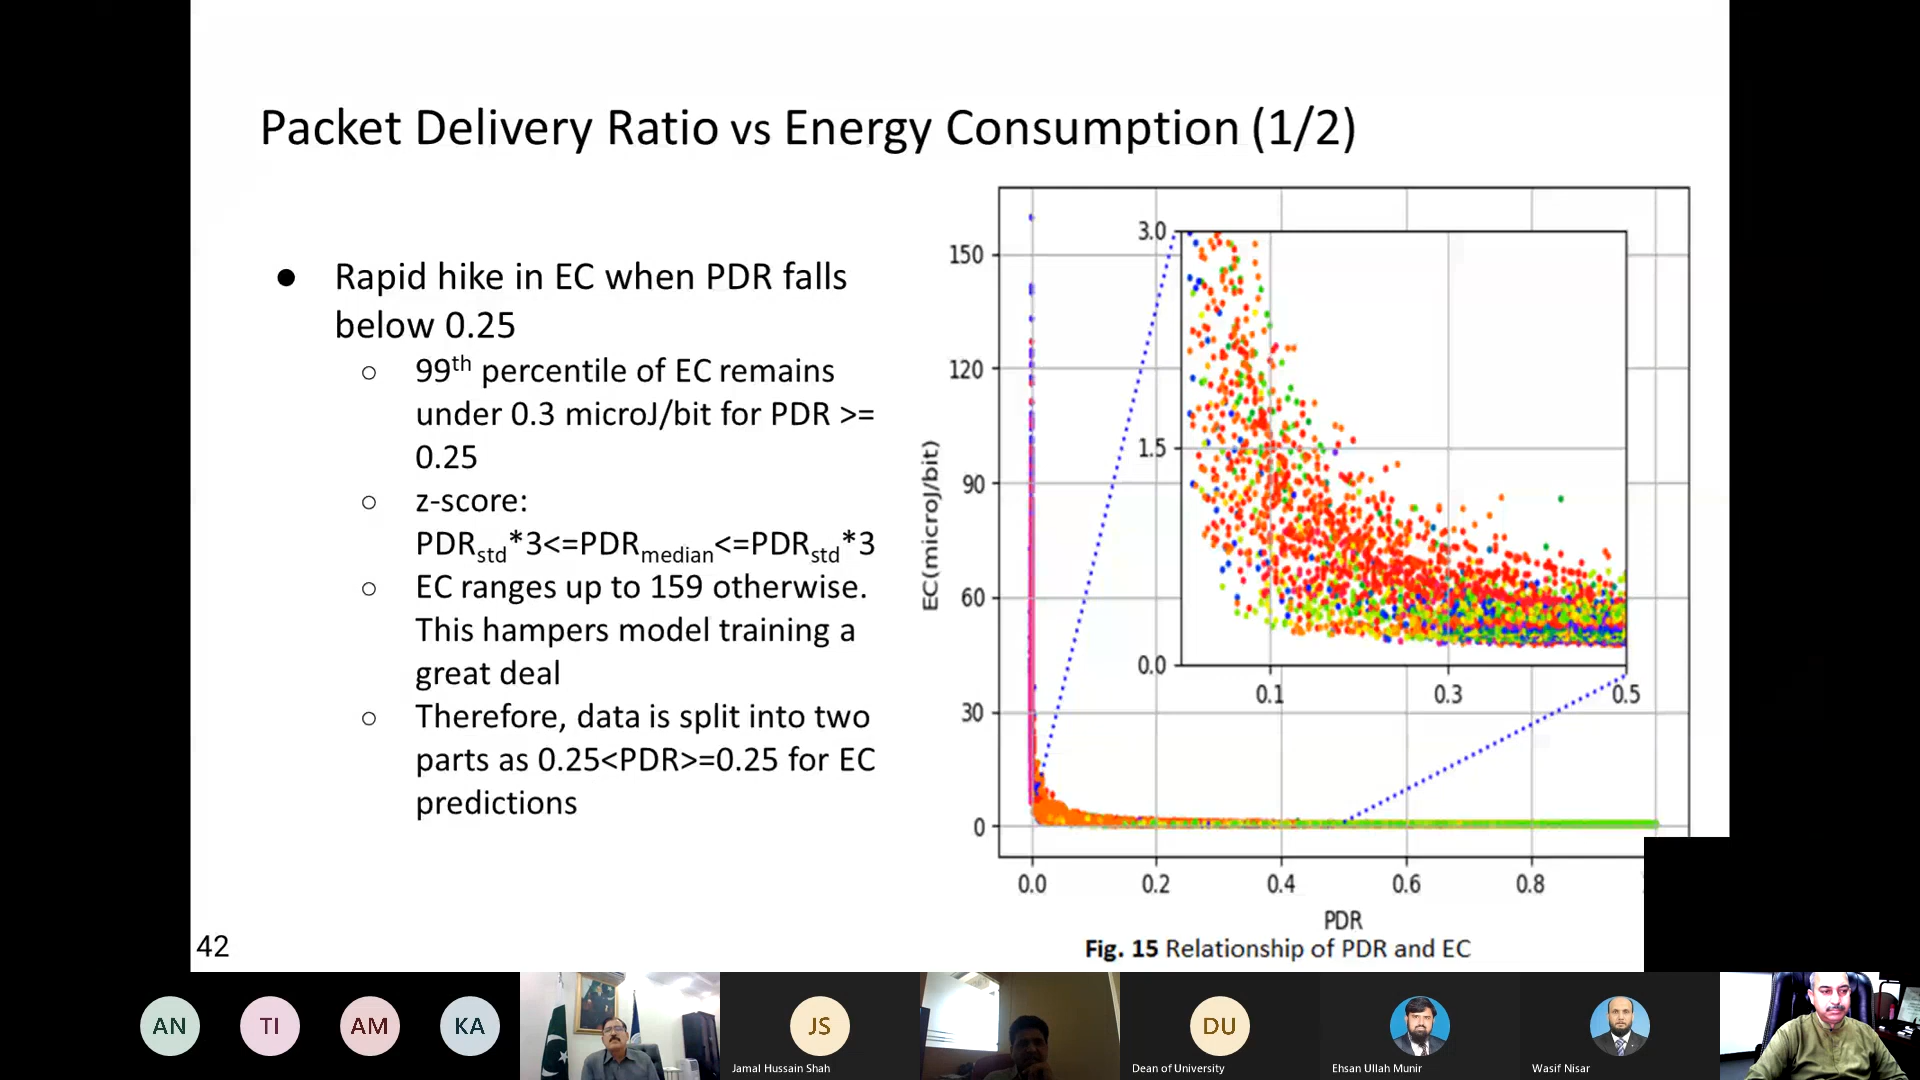 Packet Delivery Ratio vs Energy Consumption (1/2)
● Rapid hike in EC when PDR falls
below 0.25
○ 99th percentile of EC remains
under 0.3 microJ/bit for PDR >=
0.25
○ z-score:
PDRstd*3<=PDRmedian<=PDRstd*3
○ EC ranges up to 159 otherwise.
This hampers model training a
great deal
○ Therefore, data is split into two
parts as 0.25<PDR>=0.25 for EC
predictions
42
EC(microJ/bit)
150
120
90
60
30
0
3.0
1.5
0.0
0.1 0.3 0.5
0.0 0.2 0.4 0.6 0.8
PDR
Fig. 15 Relationship of PDR and EC
AN TI AM KA JS DU
Jamal Hussain Shah Dean of University Ehsan Ullah Munir Wasif Nisar